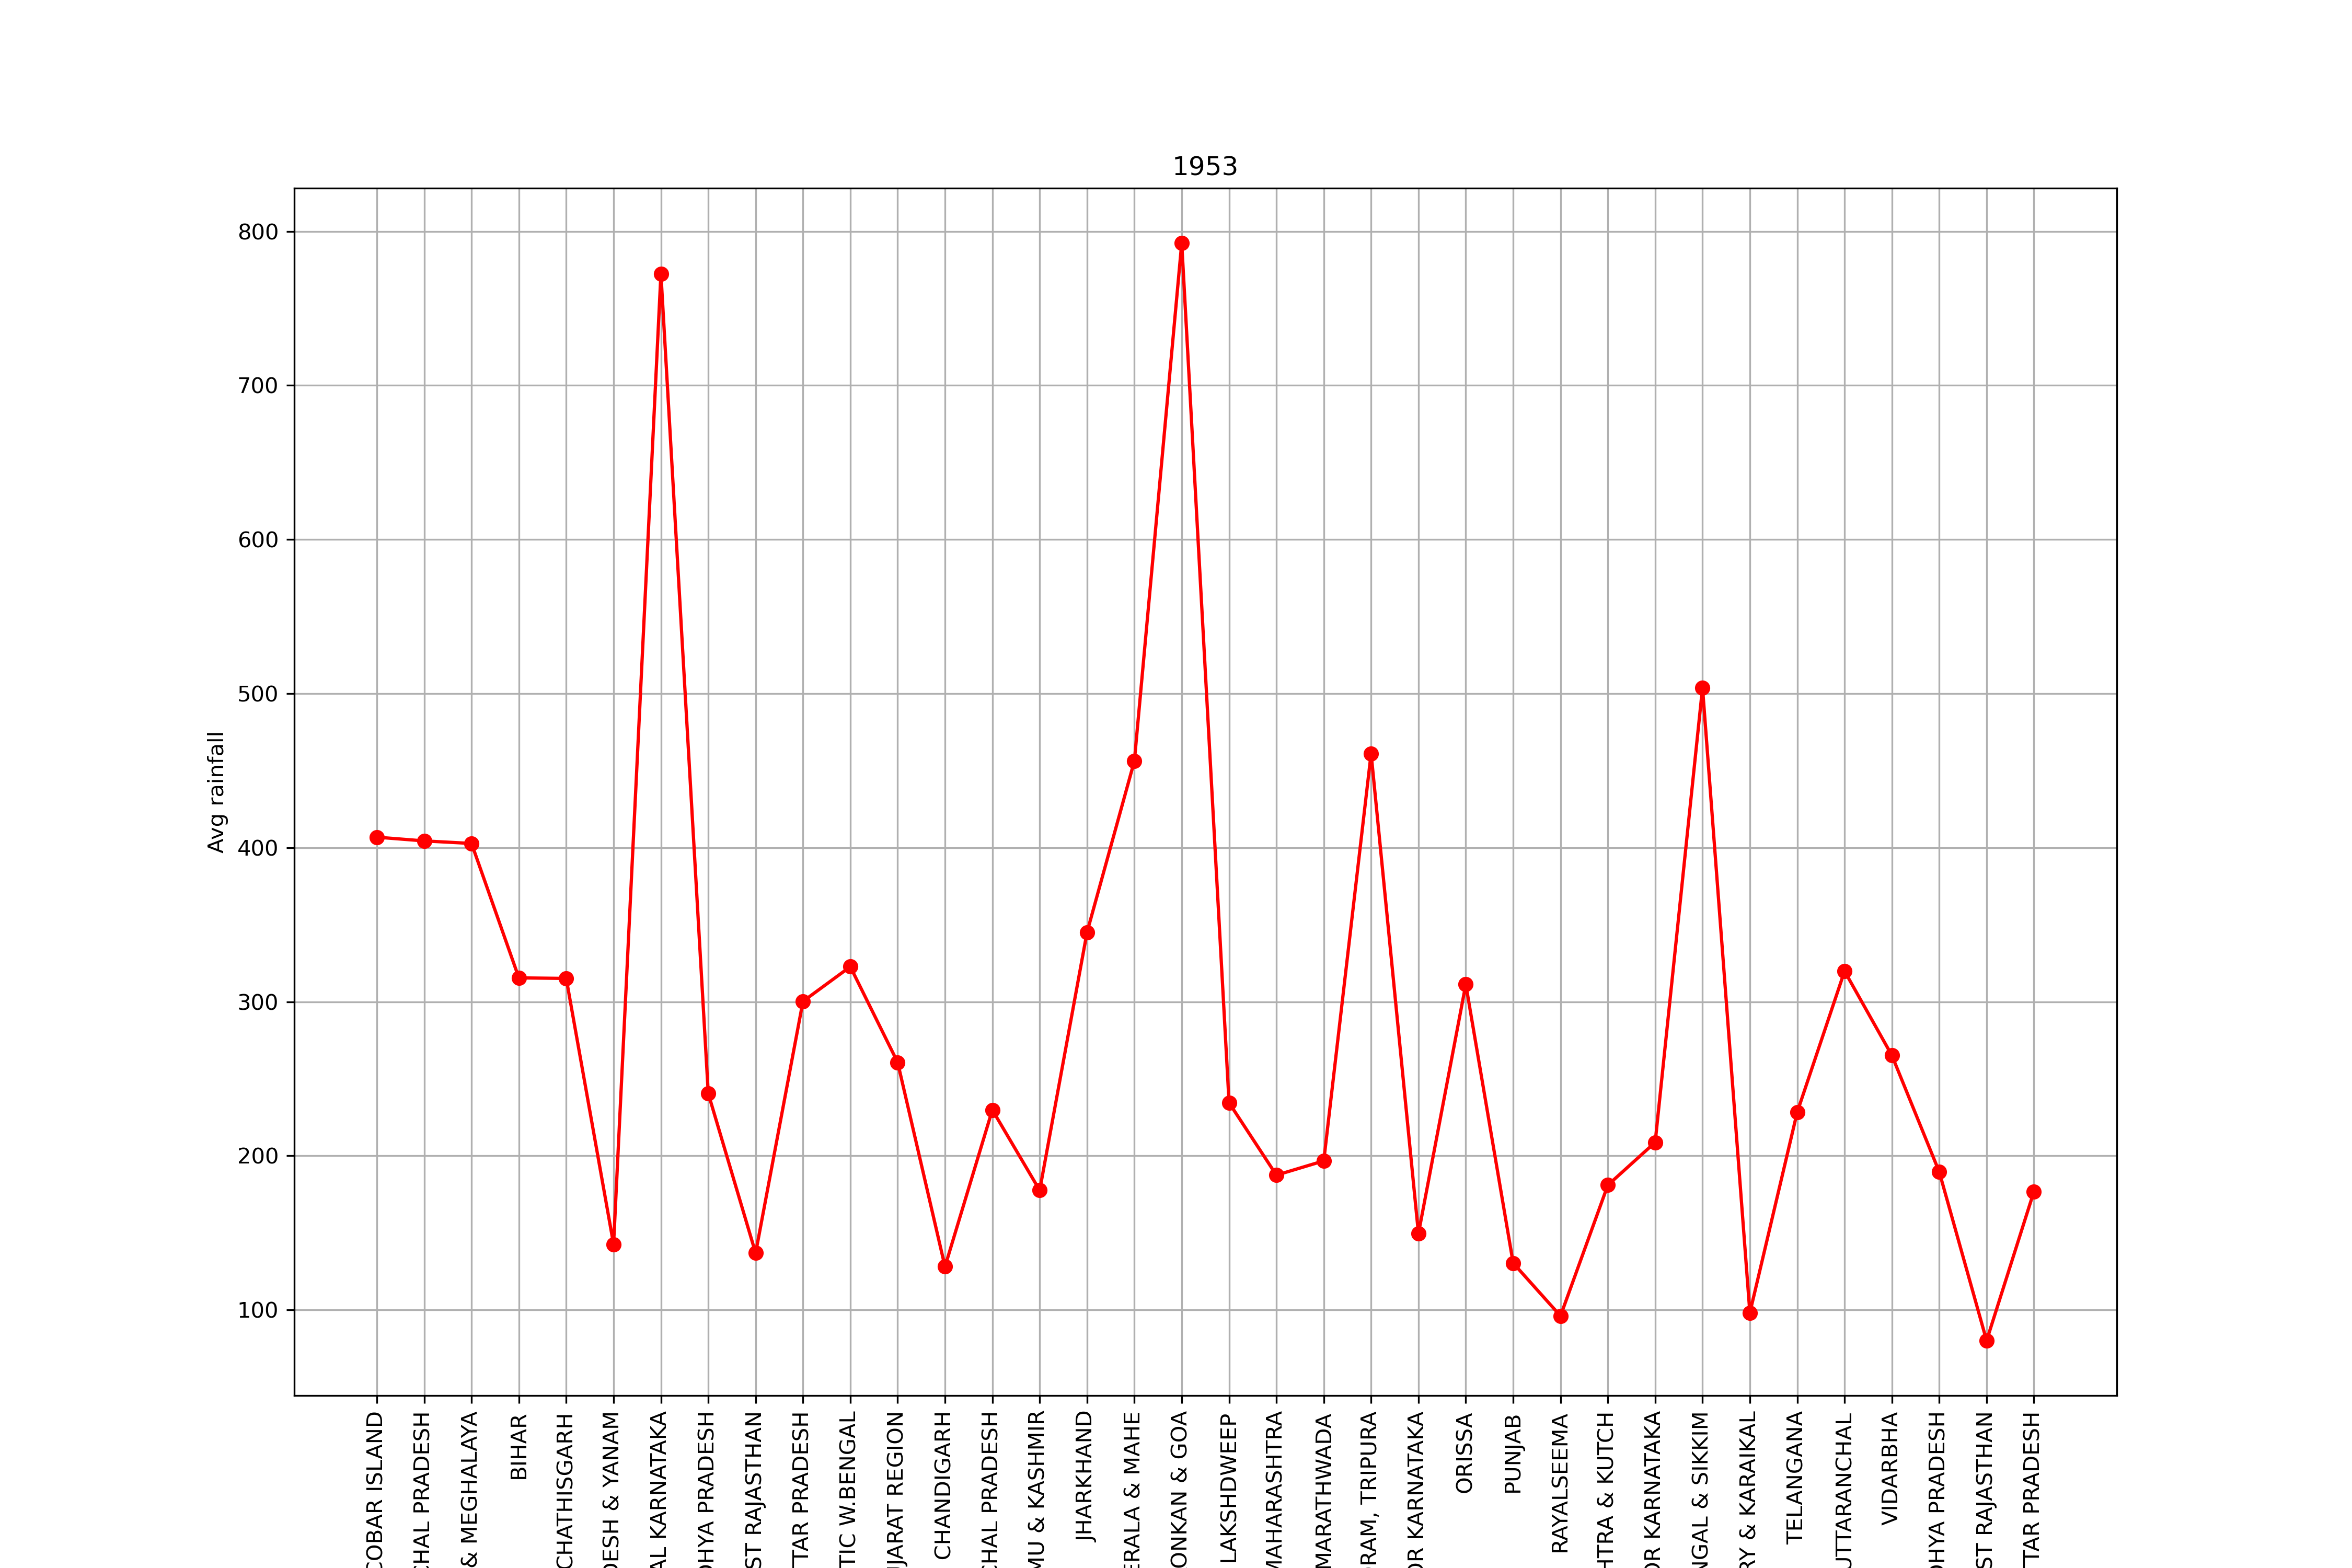 1953
Avg rainfall
800
700
600
500
400
300
200
100
COBAR ISLAND
CHAL PRADESH
& MEGHALAYA
BIHAR
CHATHISGARH
DESH & YANAM
AL KARNATAKA
DHYA PRADESH
ST RAJASTHAN
TTAR PRADESH
TIC W.BENGAL
JARAT REGION
CHANDIGARH
CHAL PRADESH
MU & KASHMIR
JHARKHAND
ERALA & MAHE
ONKAN & GOA
LAKSHDWEEP
MAHARASHTRA
MARATHWADA
RAM, TRIPURA
OR KARNATAKA
ORISSA
PUNJAB
RAYALSEEMA
HTRA & KUTCH
OR KARNATAKA
NGAL & SIKKIM
RY & KARAIKAL
TELANGANA
UTTARANCHAL
VIDARBHA
DHYA PRADESH
ST RAJASTHAN
TTAR PRADESH